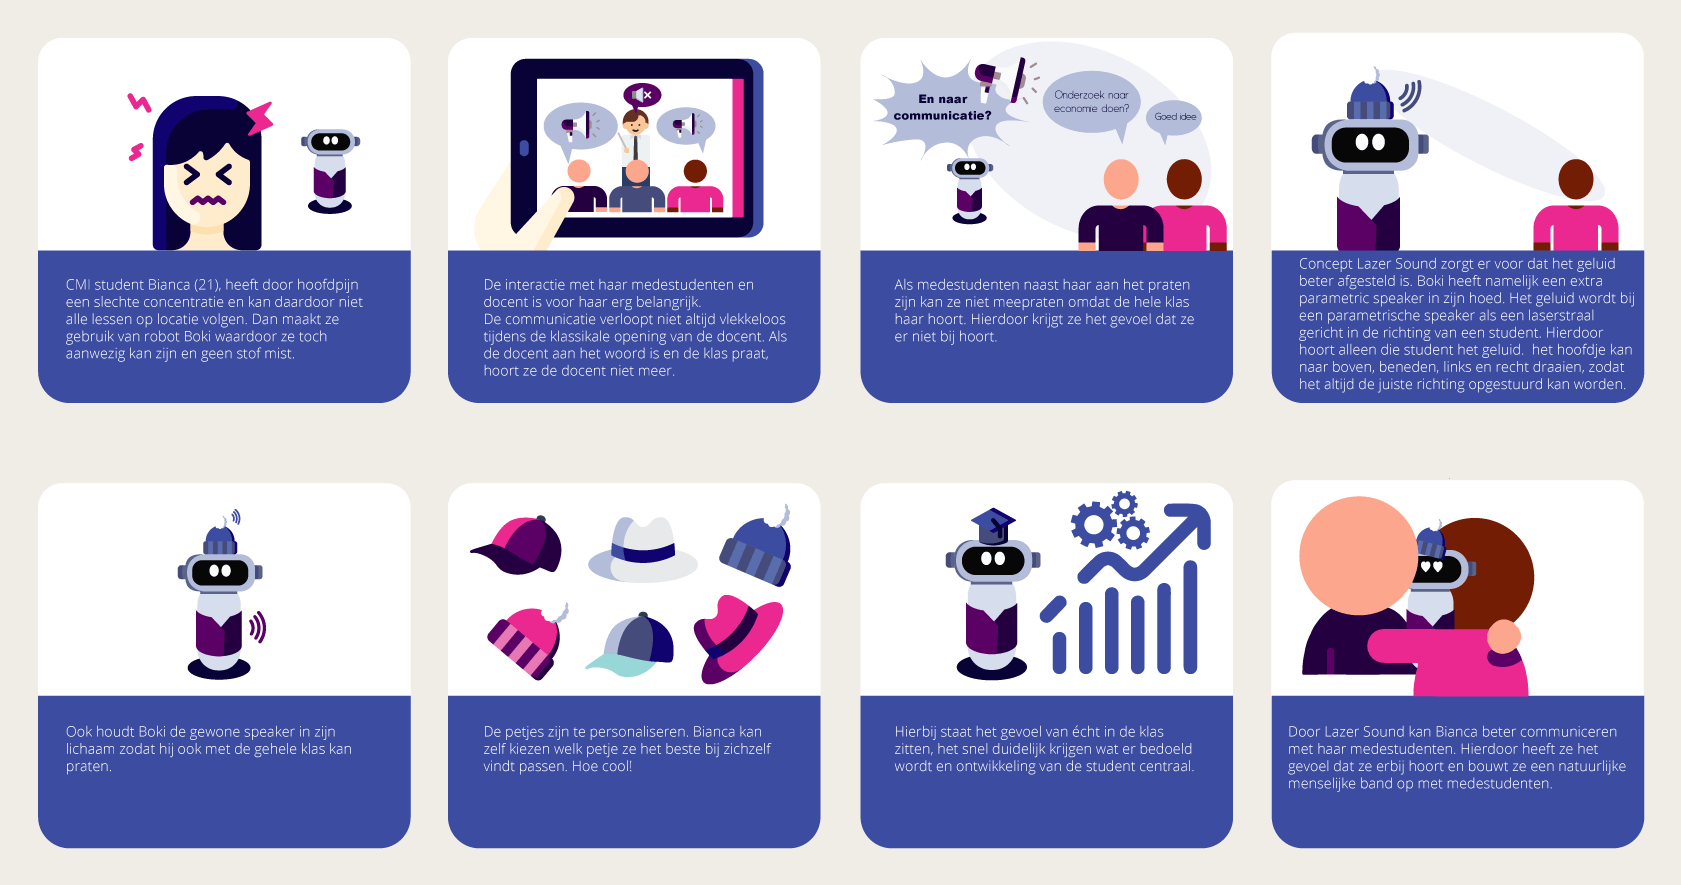 CMI student Bianca (21), heeft door hoofdpijn
een slechte concentratie en kan daardoor niet
alle lessen op locatie volgen. Dan maakt ze
gebruik van robot Boki waardoor ze toch
aanwezig kan zijn en geen stof mist.
De interactie met haar medestudenten en
docent is voor haar erg belangrijk.
De communicatie verloopt niet altijd vlekkeloos
tijdens de klassikale opening van de docent. Als
de docent aan het woord is en de klas praat,
hoort ze de docent niet meer.
En naar
communicatie?
Onderzoek naar
economie doen?
Goed idee
Als medestudenten naast haar aan het praten
zijn kan ze niet meepraten omdat de hele klas
haar hoort. Hierdoor krijgt ze het gevoel dat ze
er niet bij hoort.
Concept Lazer Sound zorgt er voor dat het geluid
beter afgesteld is. Boki heeft namelijk een extra
parametric speaker in zijn hoed. Het geluid wordt bij
een parametrische speaker als een laserstraal
gericht in de richting van een student. Hierdoor
hoort alleen die student het geluid.  het hoofdje kan
naar boven, beneden, links en recht draaien, zodat
het altijd de juiste richting opgestuurd kan worden.
Ook houdt Boki de gewone speaker in zijn
lichaam zodat hij ook met de gehele klas kan
praten.
De petjes zijn te personaliseren. Bianca kan
zelf kiezen welk petje ze het beste bij zichzelf
vindt passen. Hoe cool!
Hierbij staat het gevoel van écht in de klas
zitten, het snel duidelijk krijgen wat er bedoeld
wordt en ontwikkeling van de student centraal.
Door Lazer Sound kan Bianca beter communiceren
met haar medestudenten. Hierdoor heeft ze het
gevoel dat ze erbij hoort en bouwt ze een natuurlijke
menselijke band op met medestudenten.